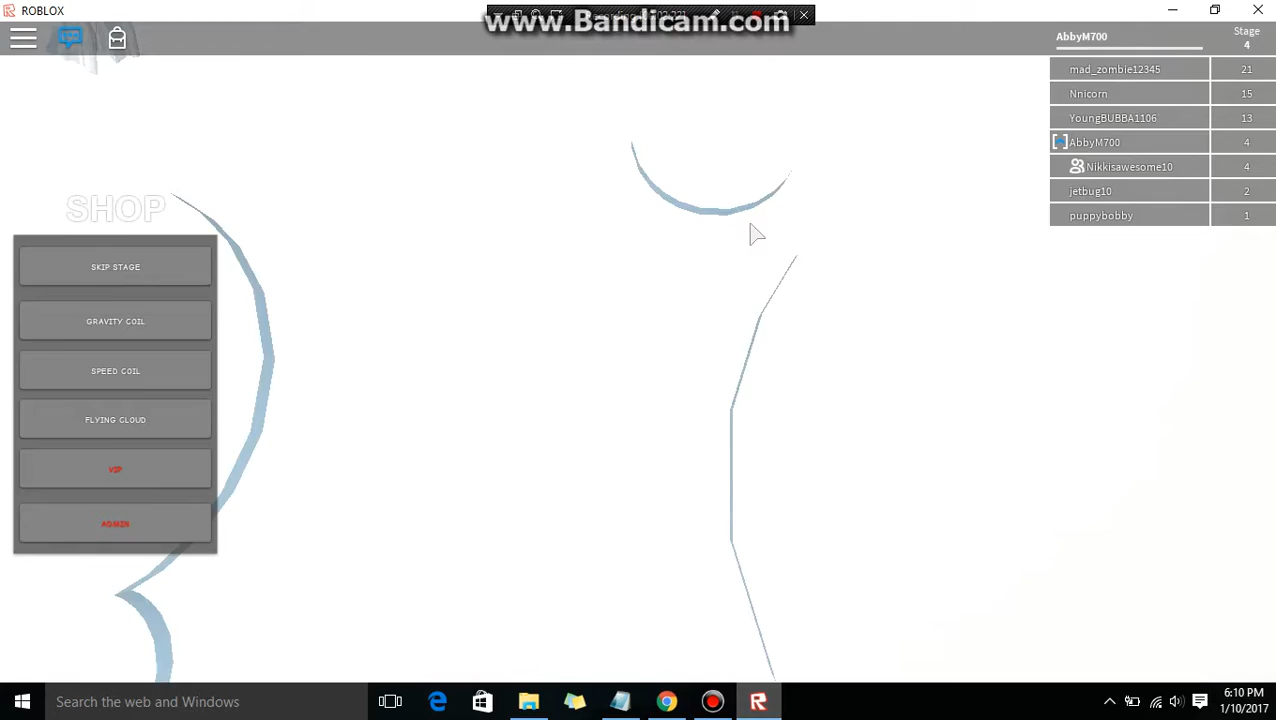 ROBLOX
www.Bandicam.com
AbbyM700
Stage
4
mad_zombie12345 21
Nnicorn 15
YoungBUBBA1106 13
AbbyM700 4
Nikkisawesome10 4
jetbug10 2
puppybobby 1
SHOP
SKIP STAGE
GRAVITY COIL
SPEED COIL
FLYING CLOUD
VIP
ADMIN
Search the web and Windows
6:10 PM
1/10/2017